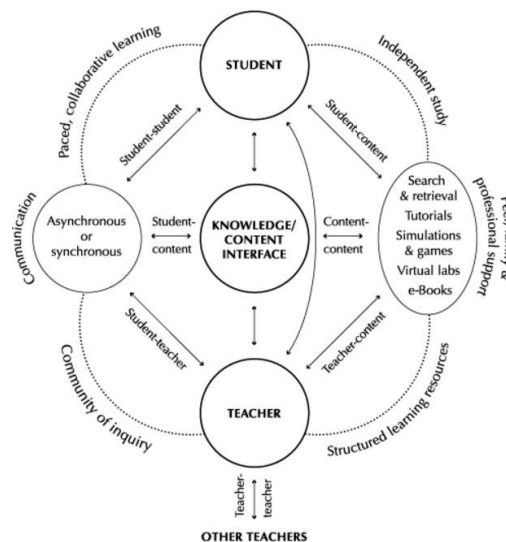 STUDENT
Paced, collaborative learning
Independent study
Student-student
Student-content
Communication
Asynchronous
or
synchronous
Student-
content
KNOWLEDGE/
CONTENT
INTERFACE
Content-
content
Search
& retrieval
Tutorials
Simulations
& games
Virtual labs
e-Books
professional support
Student-teacher
Teacher-content
Community of inquiry
TEACHER
Structured learning resources
Teacher-
teacher
OTHER TEACHERS